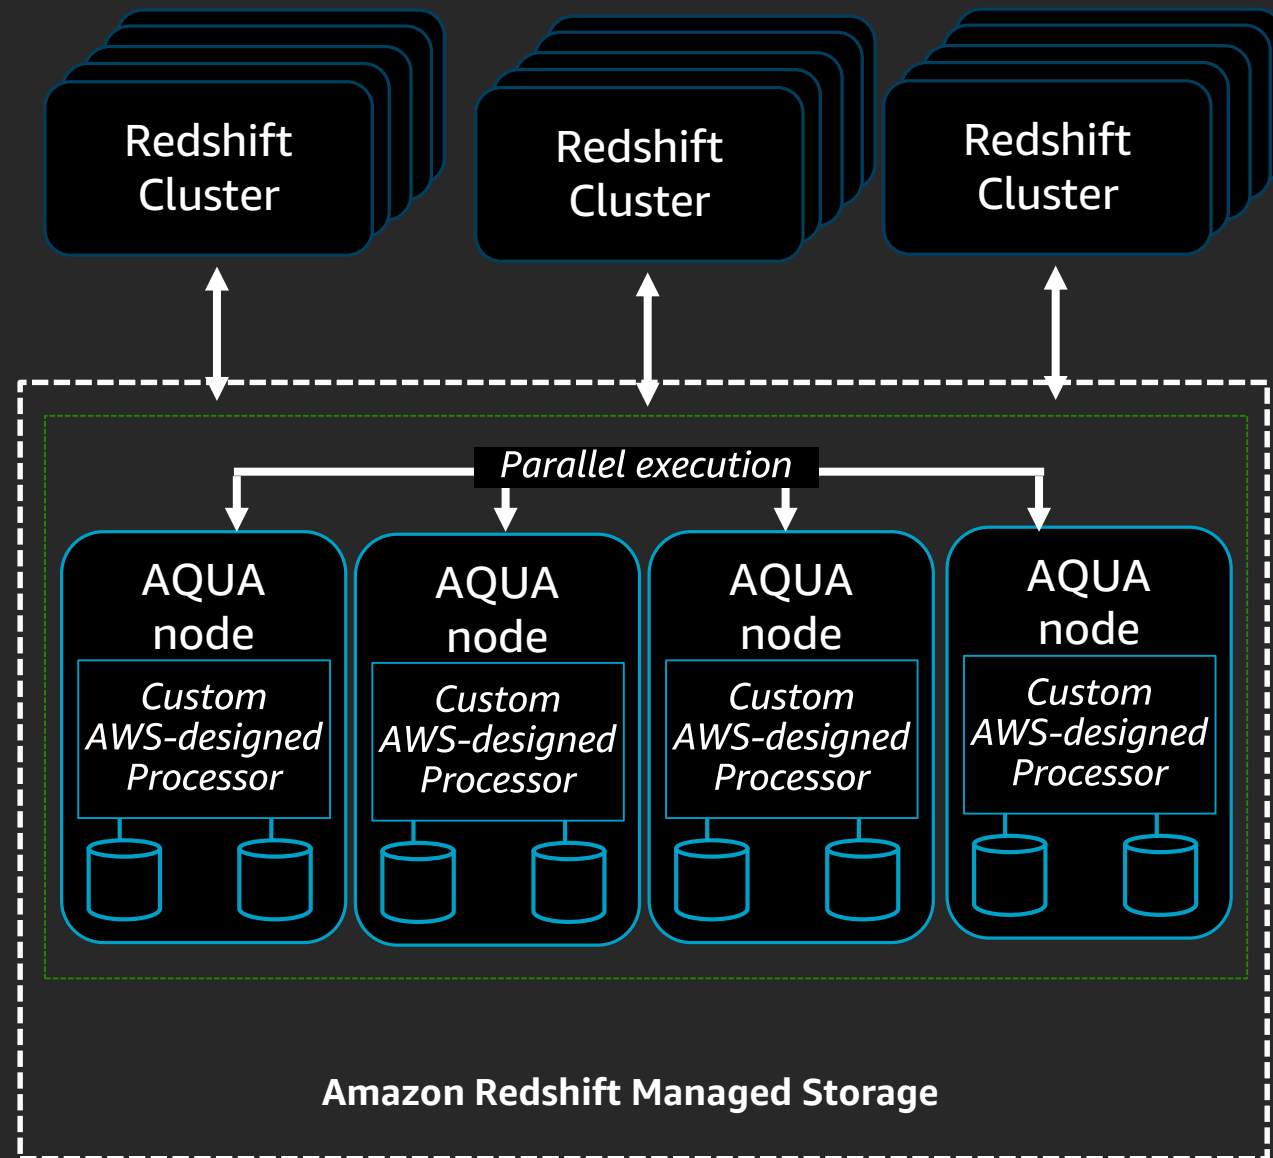 Redshift
Cluster
Redshift
Cluster
Redshift
Cluster
Parallel execution
AQUA
node
Custom
AWS-designed
Processor
AQUA
node
Custom
AWS-designed
Processor
AQUA
node
Custom
AWS-designed
Processor
AQUA
node
Custom
AWS-designed
Processor
Amazon Redshift Managed Storage